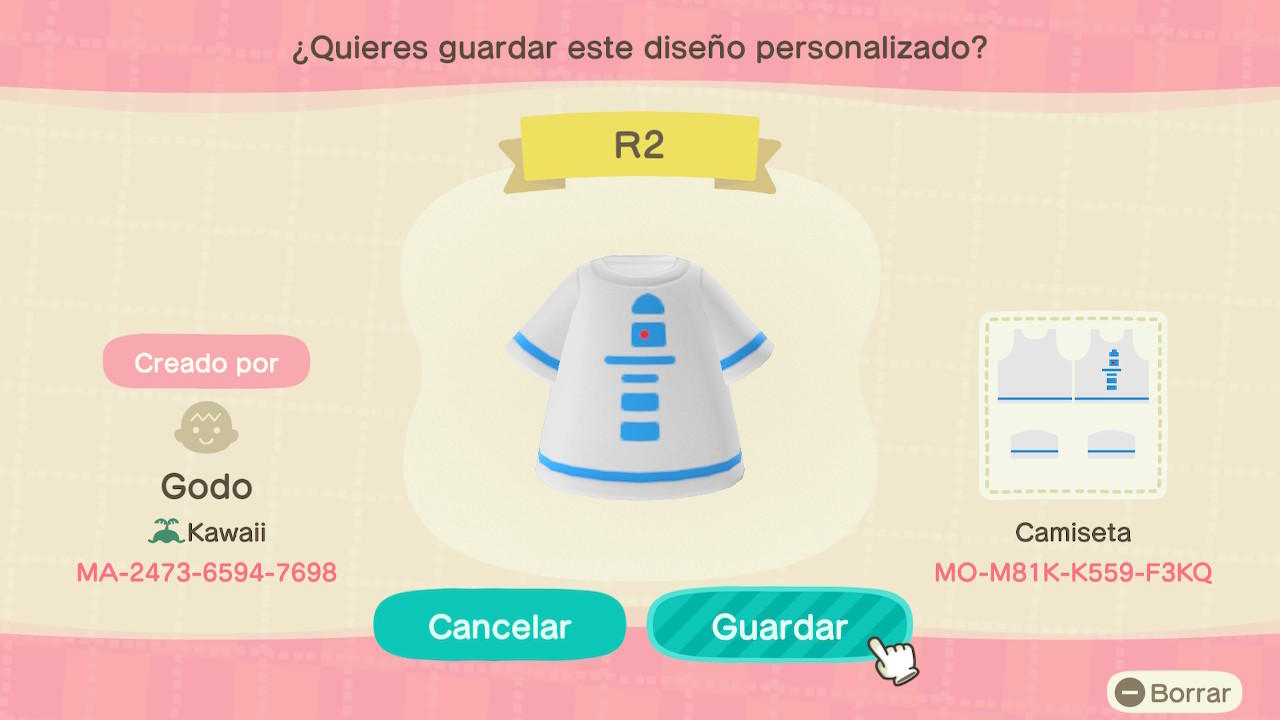 ¿Quieres guardar este diseño personalizado?
R2
Creado por
Godo
Kawaii
MA-2473-6594-7698
Camiseta
MO-M81K-K559-F3KQ
Cancelar
Guardar
Borrar